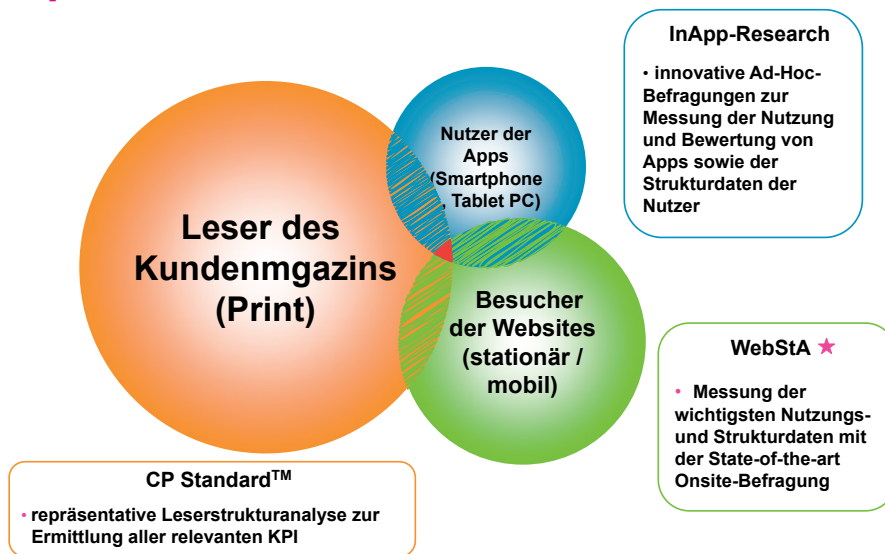 InApp-Research
• innovative Ad-Hoc-
Befragungen zur
Messung der Nutzung
und Bewertung von
Apps sowie der
Strukturdaten der
Nutzer
Nutzer der
Apps
(Smartphone
, Tablet PC)
Leser des
Kundenmgazins
(Print)
Besucher
der Websites
(stationär /
mobil)
WebStA ★
• Messung der
wichtigsten Nutzungs-
und Strukturdaten mit
der State-of-the-art
Onsite-Befragung
CP Standard™
• repräsentative Leserstrukturanalyse zur
Ermittlung aller relevanten KPI